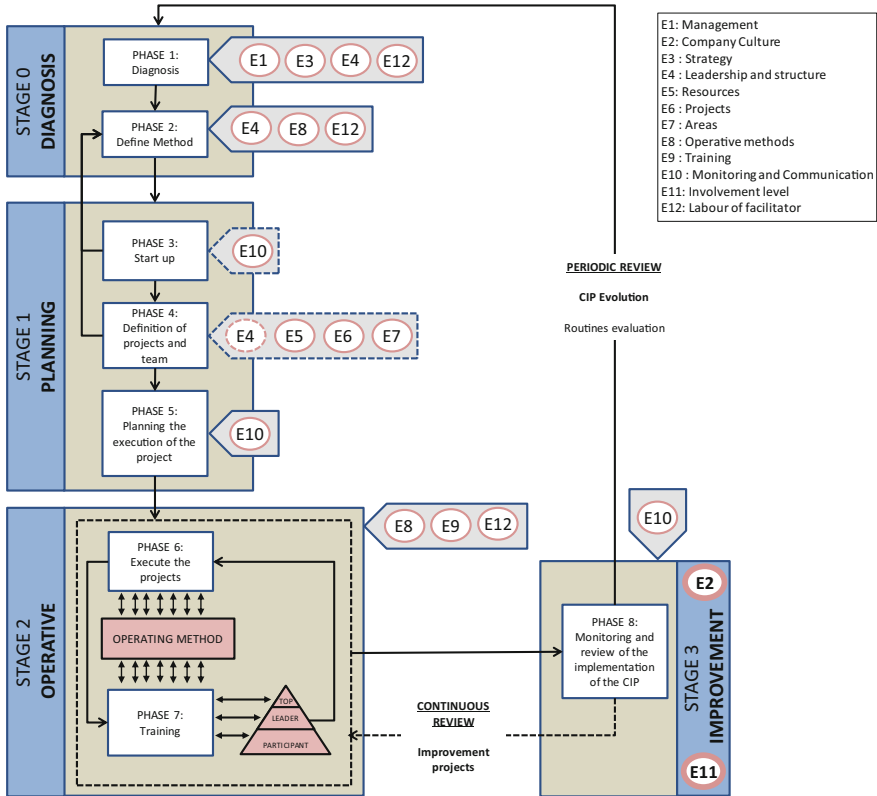 STAGE 0
DIAGNOSIS
PHASE 1:
Diagnosis
E1 E3 E4 E12
PHASE 2:
Define Method
E4 E8 E12
E1: Management
E2: Company Culture
E3 : Strategy
E4 : Leadership and structure
E5: Resources
E6 : Projects
E7 : Areas
E8 : Operative methods
E9 : Training
E10 : Monitoring and Communication
E11: Involvement level
E12: Labour of facilitator
STAGE 1
PLANNING
PHASE 3:
Start up
E10
PHASE 4:
Definition of
projects and
team
E4 E5 E6 E7
PHASE 5:
Planning the
execution of the
project
E10
PERIODIC REVIEW
CIP Evolution
Routines evaluation
STAGE 2
OPERATIVE
E8 E9 E12
PHASE 6:
Execute the
projects
OPERATING METHOD
PHASE 7:
Training
TOP
LEADER
PARTICIPANT
CONTINUOUS
REVIEW
Improvement
projects
E10
STAGE 3
IMPROVEMENT
E2
PHASE 8:
Monitoring and
review of the
implementation
of the CIP
E11